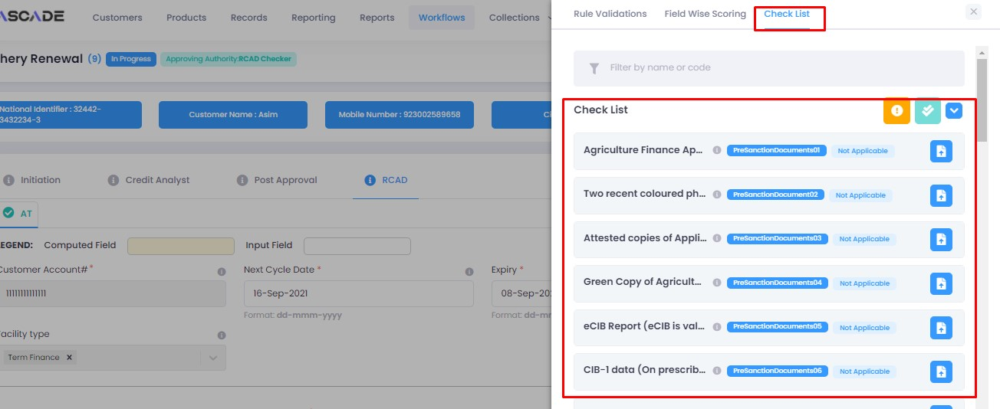 ASCADE
Customers Products Records Reporting Reports Workflows Collections
hery Renewal (9) In Progress Approving Authority:RCAD Checker
National Identifier : 32442-
3432234-3
Customer Name : Asim
Mobile Number : 923002589658
Ci
Initiation Credit Analyst Post Approval RCAD
AT
EGEND: Computed Field Input Field
Customer Account#*
11111111111111
Next Cycle Date *
16-Sep-2021
Format: dd-mmm-yyyy
Expiry *
08-Sep-202
Format: dd-m
Facility type
Term Finance x
Rule Validations Field Wise Scoring Check List
Filter by name or code
Check List
Agriculture Finance Ap... PreSanctionDocuments01 Not Applicable
Two recent coloured ph... PreSanctionDocument02 Not Applicable
Attested copies of Appli... PreSanctionDocuments03 Not Applicable
Green Copy of Agricult... PreSanctionDocuments04 Not Applicable
eCIB Report (eCIB is val... PreSanctionDocuments05 Not Applicable
CIB-1 data (On prescrib... PreSanctionDocuments06 Not Applicable